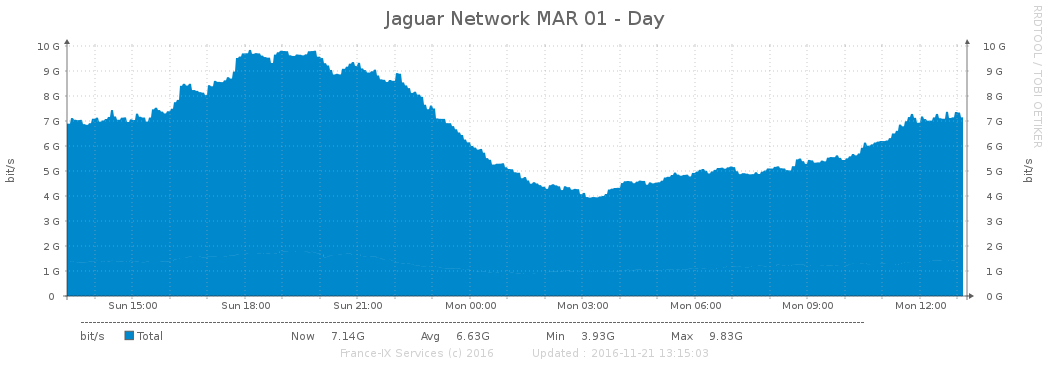 Jaguar Network MAR 01 - Day
RRDTOOL / TOBI OETIKER
bit/s
10 G
9 G
8 G
7 G
6 G
5 G
4 G
3 G
2 G
1 G
0
10 G
9 G
8 G
7 G
6 G
5 G
4 G
3 G
2 G
1 G
0 G
bit/s
Sun 15:00 Sun 18:00 Sun 21:00 Mon 00:00 Mon 03:00 Mon 06:00 Mon 09:00 Mon 12:00
bit/s Total Now 7.14G Avg 6.63G Min 3.93G Max 9.83G
France-IX Services (c) 2016 Updated : 2016-11-21 13:15:03